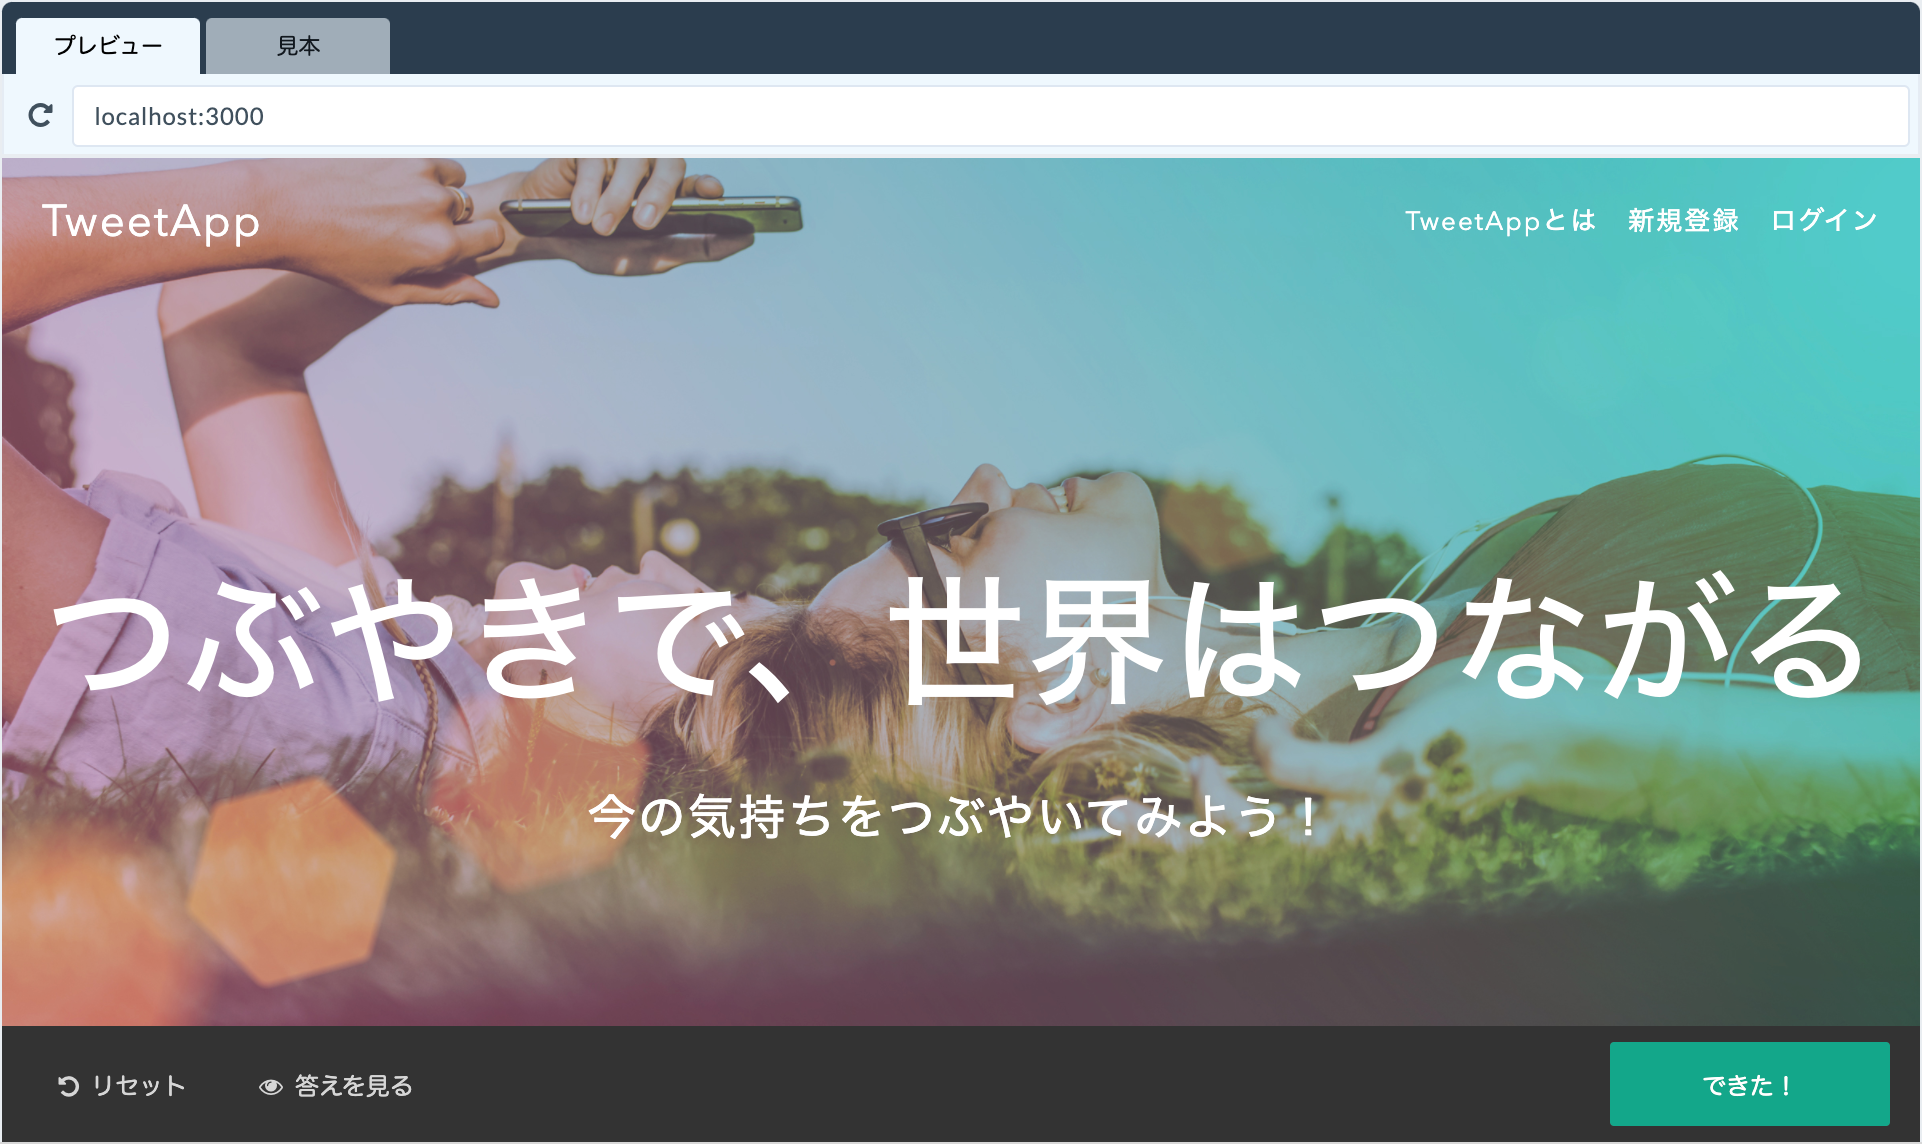 プレビュー 見本
localhost:3000
TweetApp TweetAppとは 新規登録 ログイン
つぶやきで、世界はつながる
今の気持ちをつぶやいてみよう！
リセット 答えを見る できた！